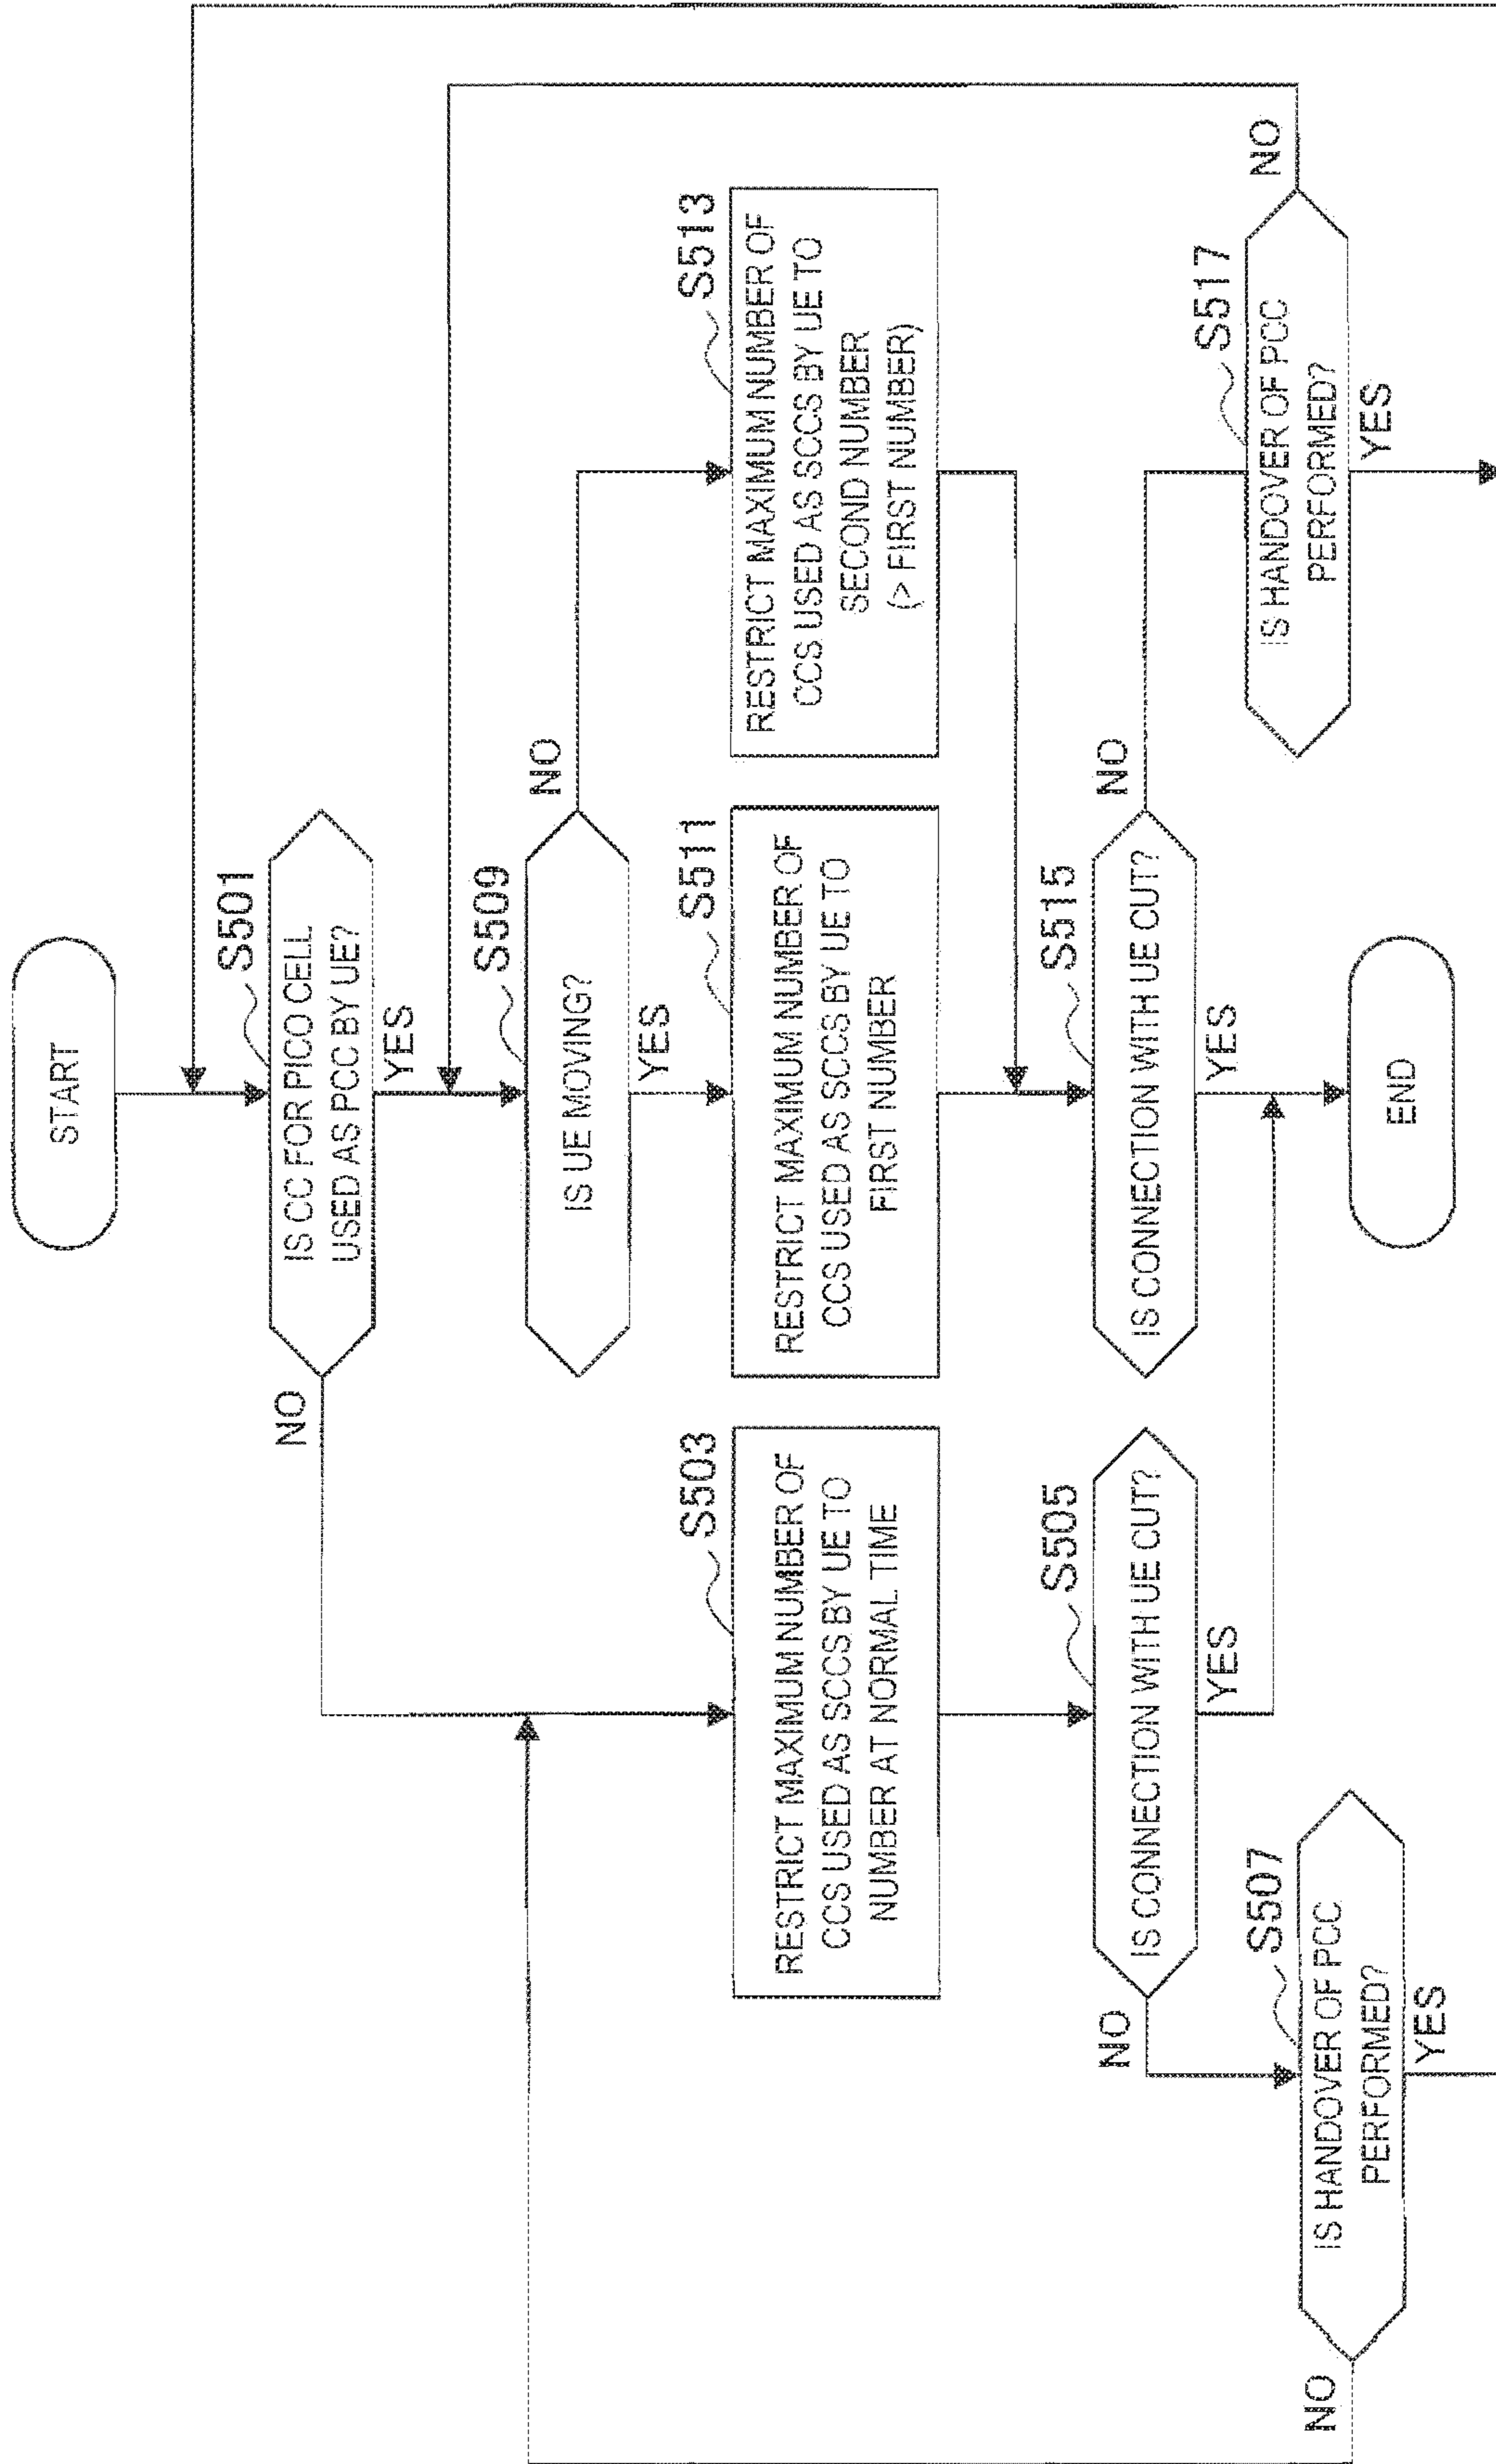 START
S501
IS CC FOR PICO CELL
USED AS PCC BY UE?
NO
YES
S509
IS UE MOVING?
NO
YES
S503
RESTRICT MAXIMUM NUMBER OF
CCS USED AS SCCS BY UE TO
NUMBER AT NORMAL TIME
S511
RESTRICT MAXIMUM NUMBER OF
CCS USED AS SCCS BY UE TO
FIRST NUMBER
S513
RESTRICT MAXIMUM NUMBER OF
CCS USED AS SCCS BY UE TO
SECOND NUMBER
(> FIRST NUMBER)
S505
IS CONNECTION WITH UE CUT?
NO
YES
S515
IS CONNECTION WITH UE CUT?
NO
YES
S507
IS HANDOVER OF PCC
PERFORMED?
NO
YES
S517
IS HANDOVER OF PCC
PERFORMED?
NO
YES
END